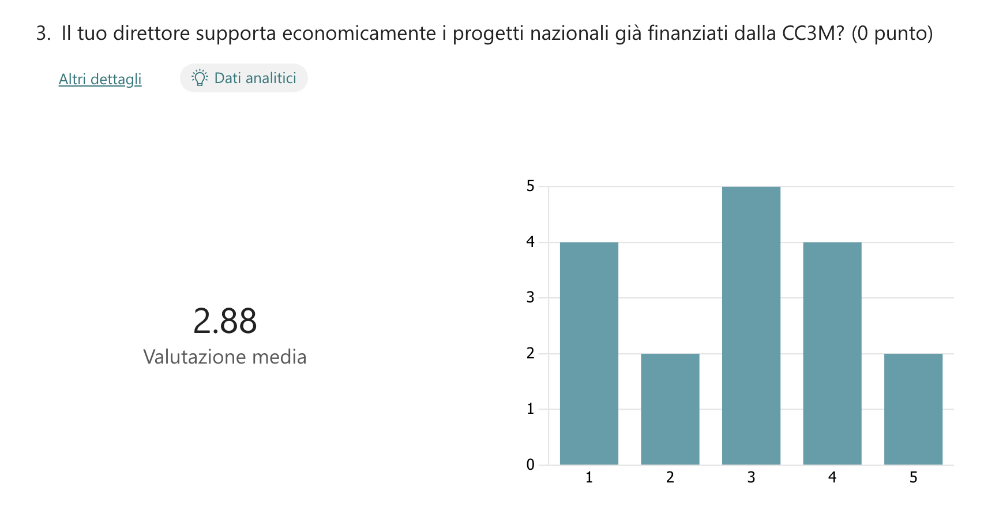 3. Il tuo direttore supporta economicamente i progetti nazionali già finanziati dalla CC3M? (0 punto)
Altri dettagli
Dati analitici
2.88
Valutazione media
5
4
3
2
1
0
1 2 3 4 5